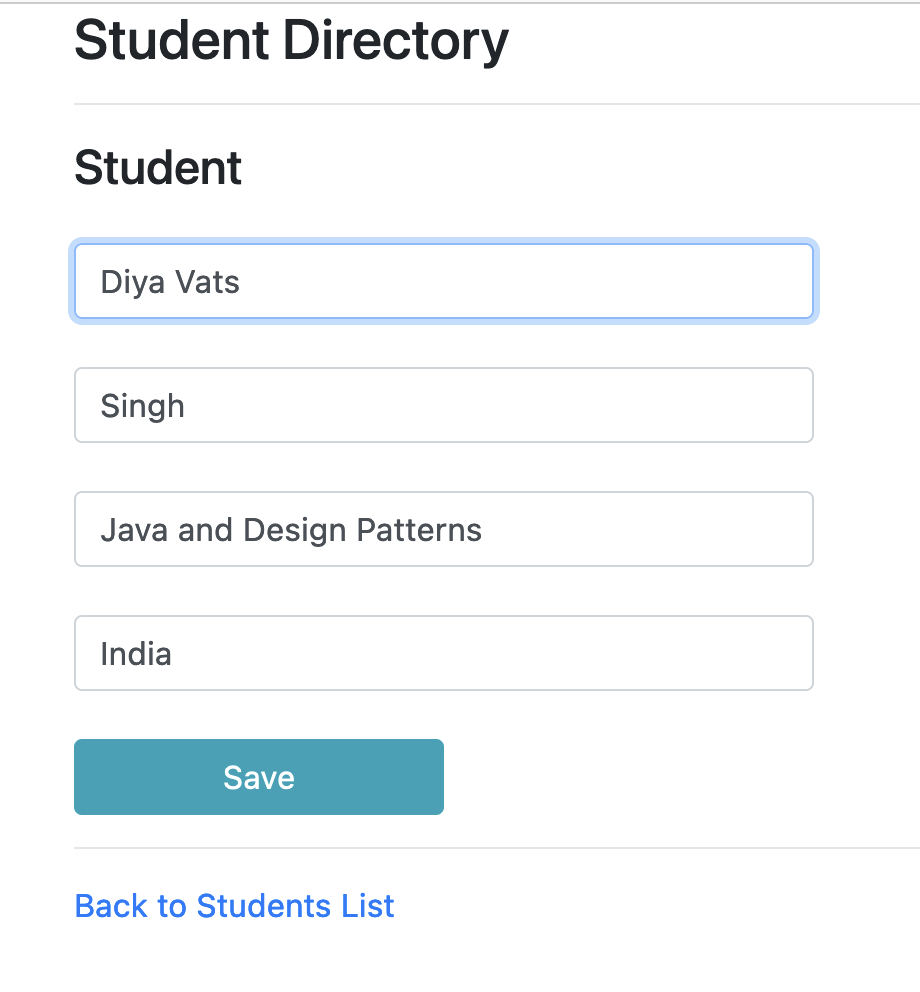 Student Directory
Student
Diya Vats
Singh
Java and Design Patterns
India
Save
Back to Students List